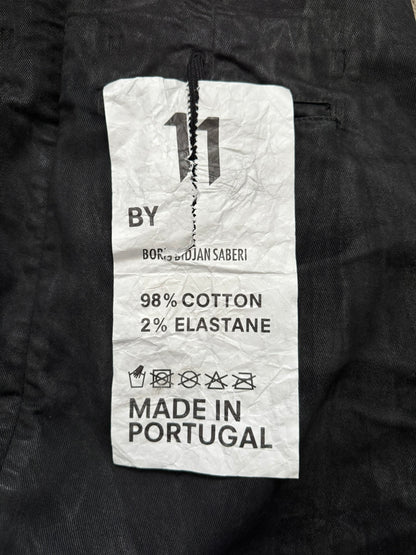 11
BY
BORIS BIDJAN SABERI
98% COTTON
2% ELASTANE
MADE IN
PORTUGAL